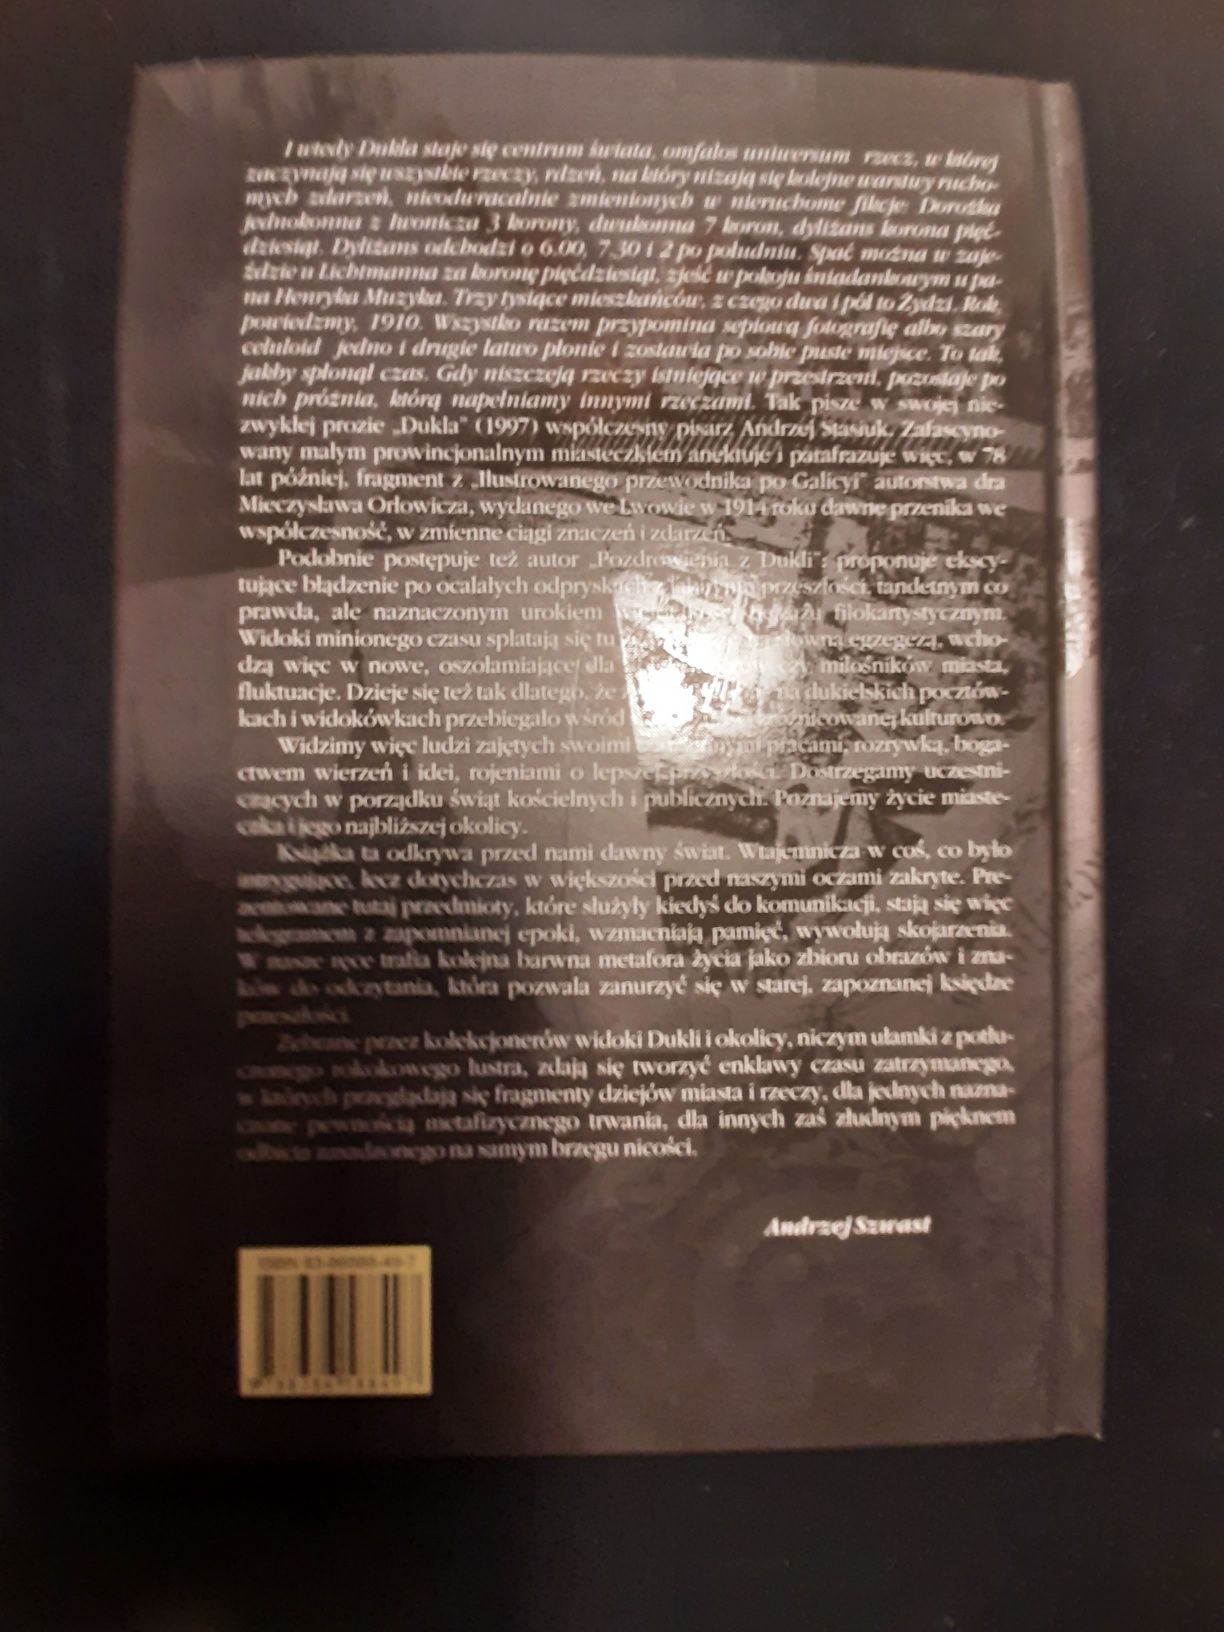 I wtedy Dukla staje się centrum świata, omfalos uniwersum rzecz, w której
zaczynają się wszystkie rzeczy, rdzeń, na który nizają się kolejne warstwy rucho-
mych zdarzeń, nieodwracalnie zmienionych w nieruchome fikcje: Dorożka
jednokonna z Iwonicza 3 korony, dwukonna 7 koron, dyliżans korona pięć-
dziesiąt. Dyliżans odchodzi o 6.00, 7.30 i 2 po południu. Spać można w zaje-
ździe u Lichtmanna za koronę pięćdziesiąt, zjeść w pokoju śniadankowym u pa-
na Henryka Muzyka. Trzy tysiące mieszkańców, z czego dwa i pół to Żydzi. Rok,
powiedzmy, 1910. Wszystko razem przypomina sepiową fotografię albo szary
celuloid jedno i drugie łatwo płonie i zostawia po sobie puste miejsce. To tak,
jakby spłonął czas. Gdy niszczeją rzeczy istniejące w przestrzeni, pozostaje po
nich próżnia, którą napełniamy innymi rzeczami. Tak pisze w swojej nie-
zwykłej prozie „Dukla" (1997) współczesny pisarz Andrzej Stasiuk. Zafascyno-
wany małym prowincjonalnym miasteczkiem anektuje i patafrazuje więc, w 78
lat później, fragment z „Ilustrowanego przewodnika po Galicyi" autorstwa dra
Mieczysława Orłowicza, wydanego we Lwowie w 1914 roku dawne przenika we
współczesność, w zmienne ciągi znaczeń i zdarzeń.
Podobnie postępuje też autor „Pozdrowienia z Dukli": proponuje ekscy-
tujące błądzenie po ocalałych odpryskach z labiryntu przeszłości, tandetnym co
prawda, ale naznaczonym urokiem filokartystycznym.
Widoki minionego czasu splatają się tu słowną egzegezą, wcho-
dzą więc w nowe, oszołamiające dla miłośników miasta,
fluktuacje. Dzieje się też tak dlatego, że na dukielskich pocztów-
kach i widokówkach przebiegało wśród zróżnicowanej kulturowo.
Widzimy więc ludzi zajętych swoimi pracami, rozrywką, boga-
ctwem wierzeń i idei, rojeniami o lepszej przyszłości. Dostrzegamy uczestni-
czących w porządku świąt kościelnych i publicznych. Poznajemy życie miaste-
czka i jego najbliższej okolicy.
Książka ta odkrywa przed nami dawny świat. Wtajemnicza w coś, co było
intrygujące, lecz dotychczas w większości przed naszymi oczami zakryte. Pre-
zentowane tutaj przedmioty, które służyły kiedyś do komunikacji, stają się więc
telegramem z zapomnianej epoki, wzmacniają pamięć, wywołują skojarzenia.
W nasze ręce trafia kolejna barwna metafora życia jako zbioru obrazów i zna-
ków do odczytania, która pozwala zanurzyć się w starej, zapoznanej księdze
przeszłości.
Zebrane przez kolekcjonerów widoki Dukli i okolicy, niczym ułamki z potłu-
czonego rokokowego lustra, zdają się tworzyć enklawy czasu zatrzymanego,
w których przeglądają się fragmenty dziejów miasta i rzeczy, dla jednych nazna-
czone pewnością metafizycznego trwania, dla innych zaś złudnym pięknem
odbicia zasadzonego na samym brzegu nicości.
Andrzej Szwast